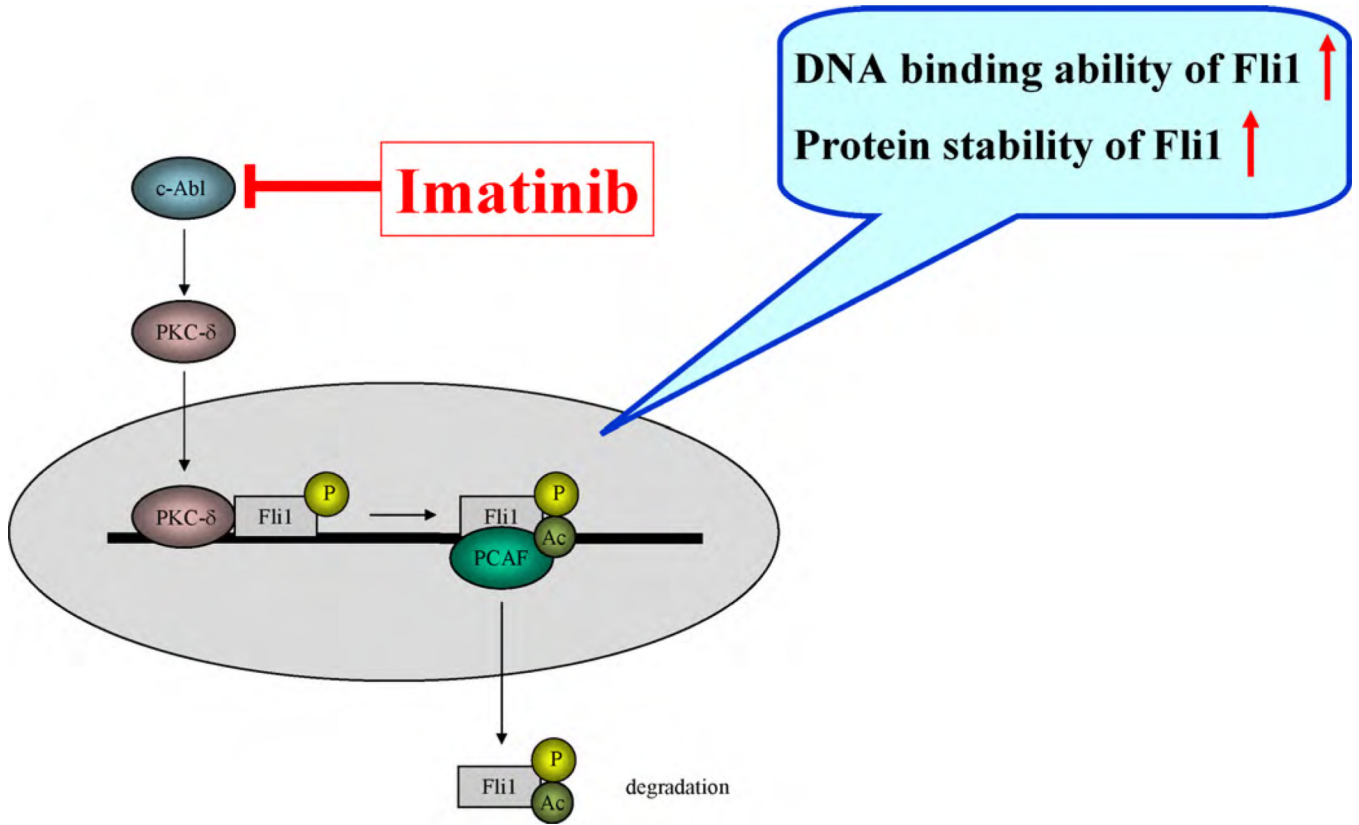 DNA binding ability of Fli1
Protein stability of Fli1
c-Abl
Imatinib
PKC-δ
PKC-δ
Fli1
P
Fli1
P
Ac
PCAF
Fli1
P
Ac
degradation